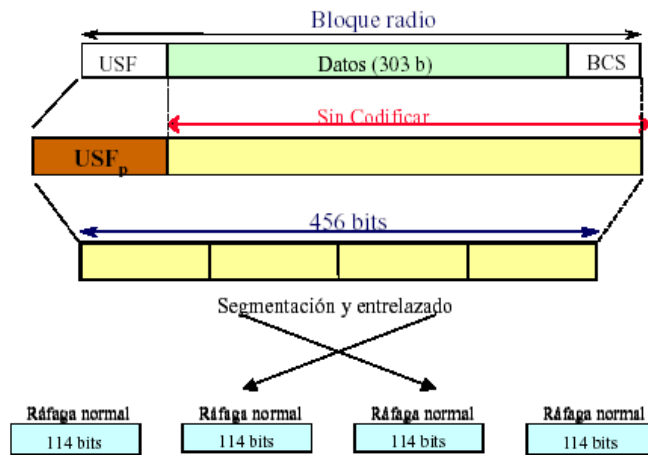 Bloque radio
USF Datos (303 b) BCS
Sin Codificar
USFp
456 bits
Segmentación y entrelazado
Ráfaga normal Ráfaga normal Ráfaga normal Ráfaga normal
114 bits 114 bits 114 bits 114 bits